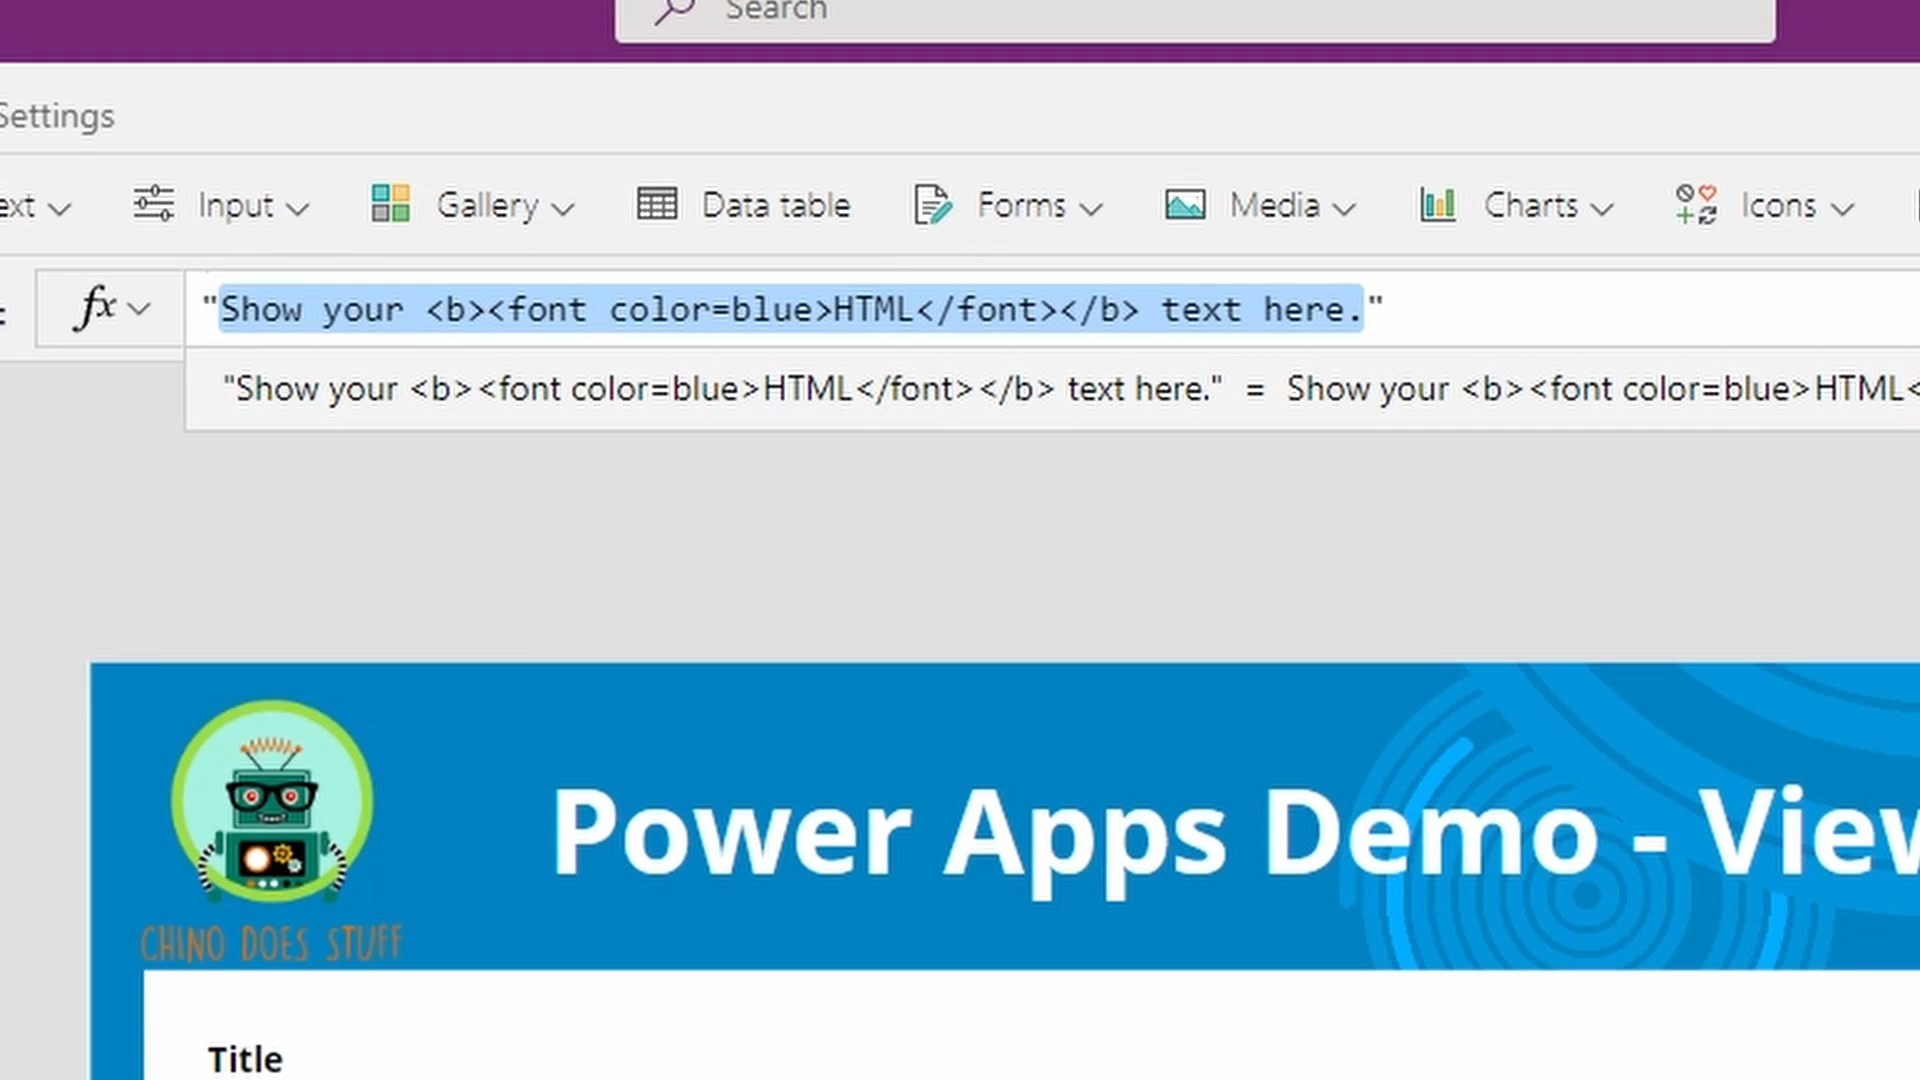 Search
Settings
ext Input Gallery Data table Forms Media Charts Icons
= fx "Show your <b><font color=blue>HTML</font></b> text here."
"Show your <b><font color=blue>HTML</font></b> text here." = Show your <b><font color=blue>HTML<
Power Apps Demo - View
CHINO DOES STUFF
Title